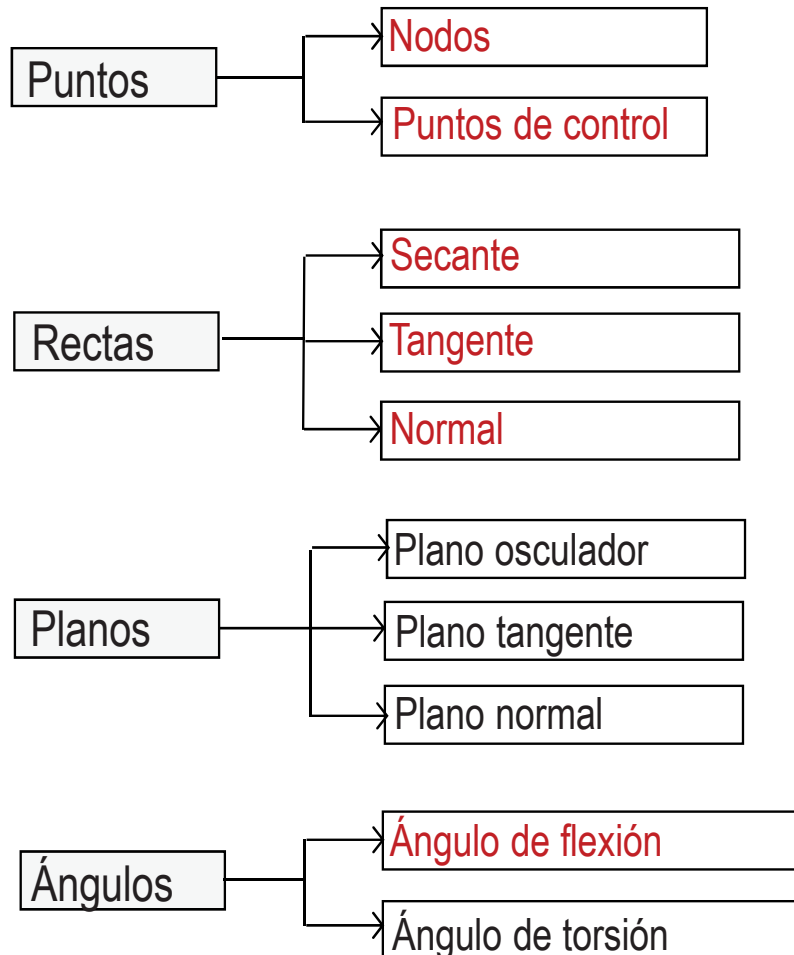 Puntos
Nodos
Puntos de control
Rectas
Secante
Tangente
Normal
Planos
Plano osculador
Plano tangente
Plano normal
Ángulos
Ángulo de flexión
Ángulo de torsión